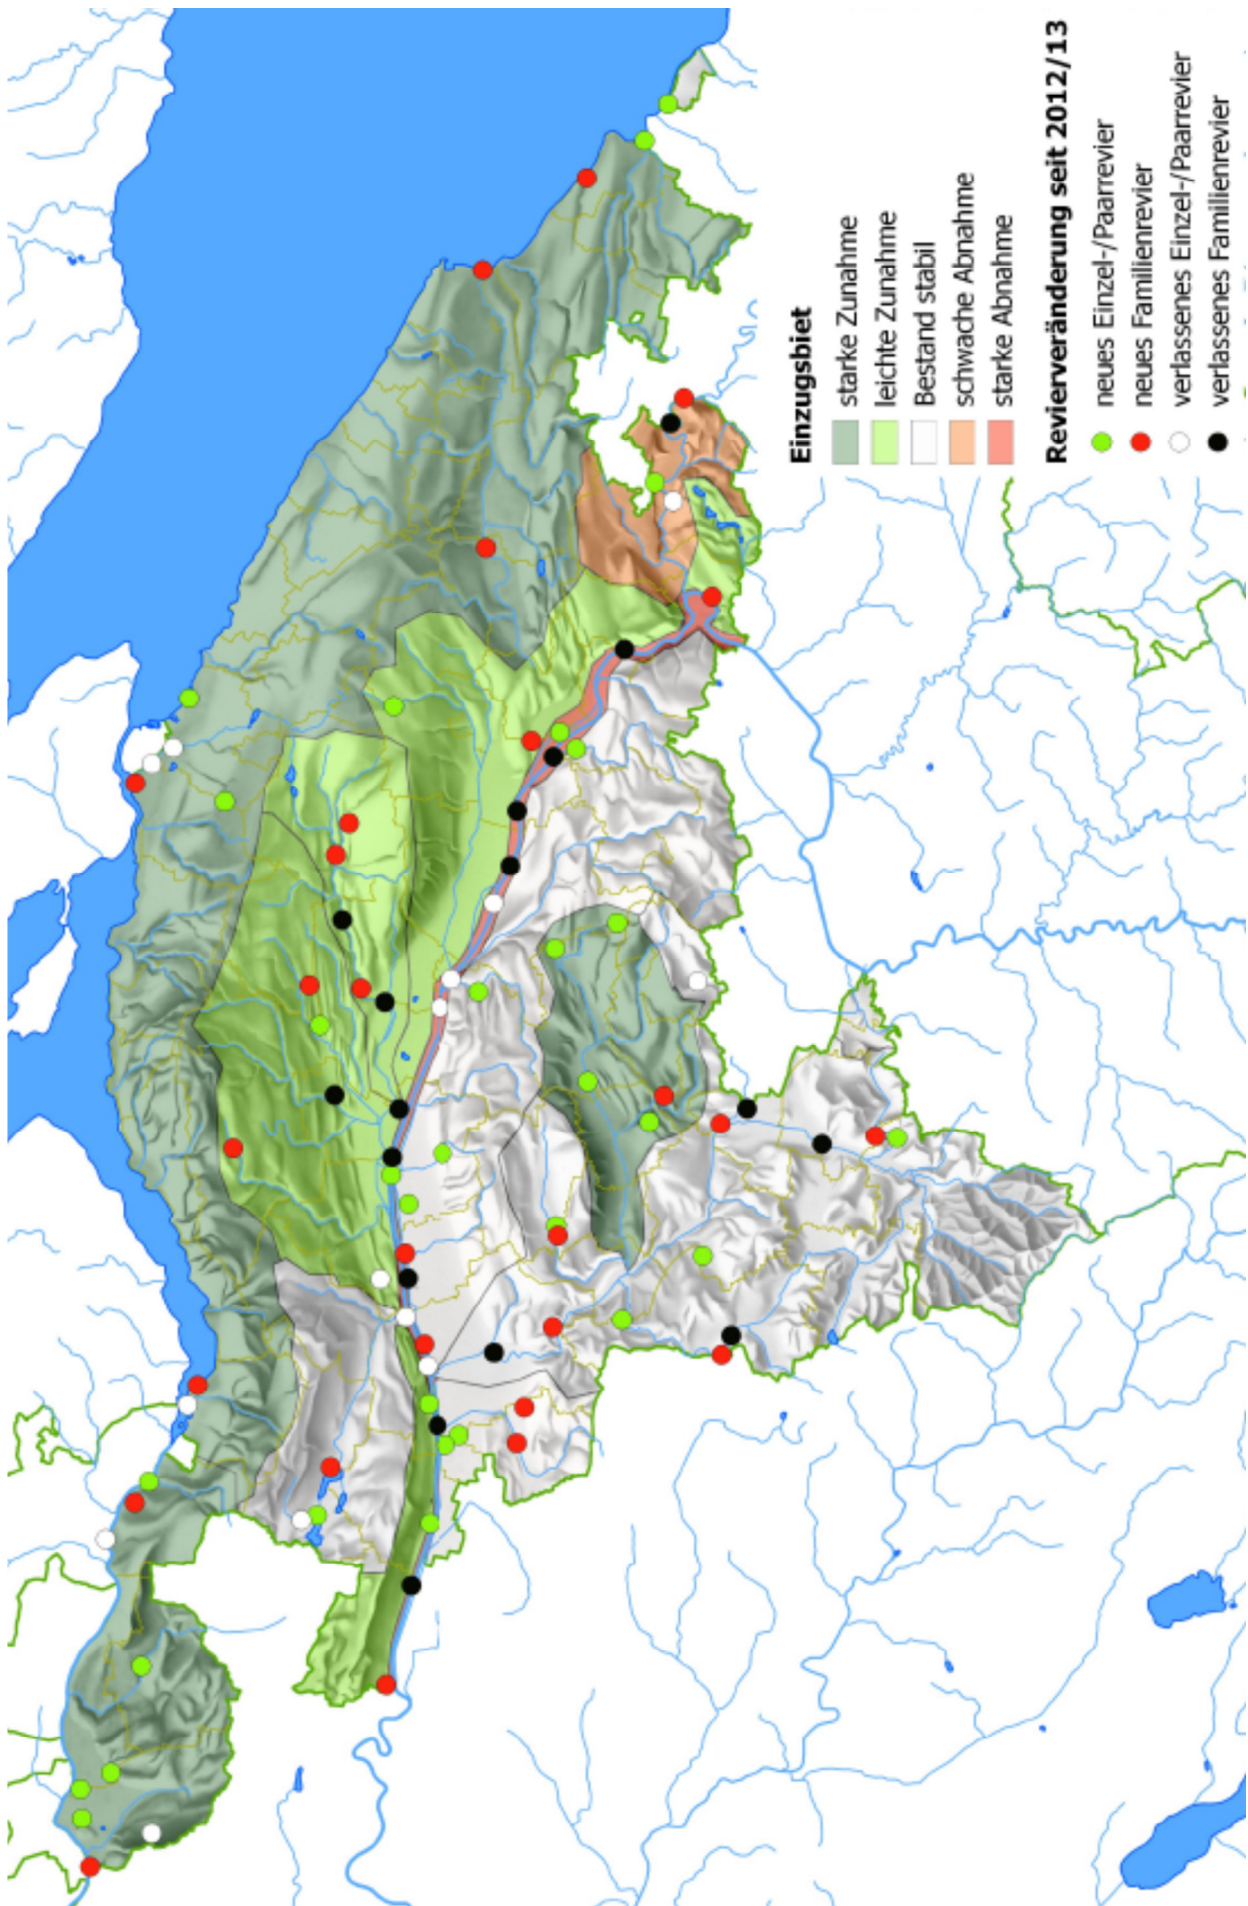 Einzugsbiet
starke Zunahme
leichte Zunahme
Bestand stabil
schwache Abnahme
starke Abnahme
Revierveränderung seit 2012/13
neues Einzel-/Paarrevier
neues Familienrevier
verlassenes Einzel-/Paarrevier
verlassenes Familienrevier